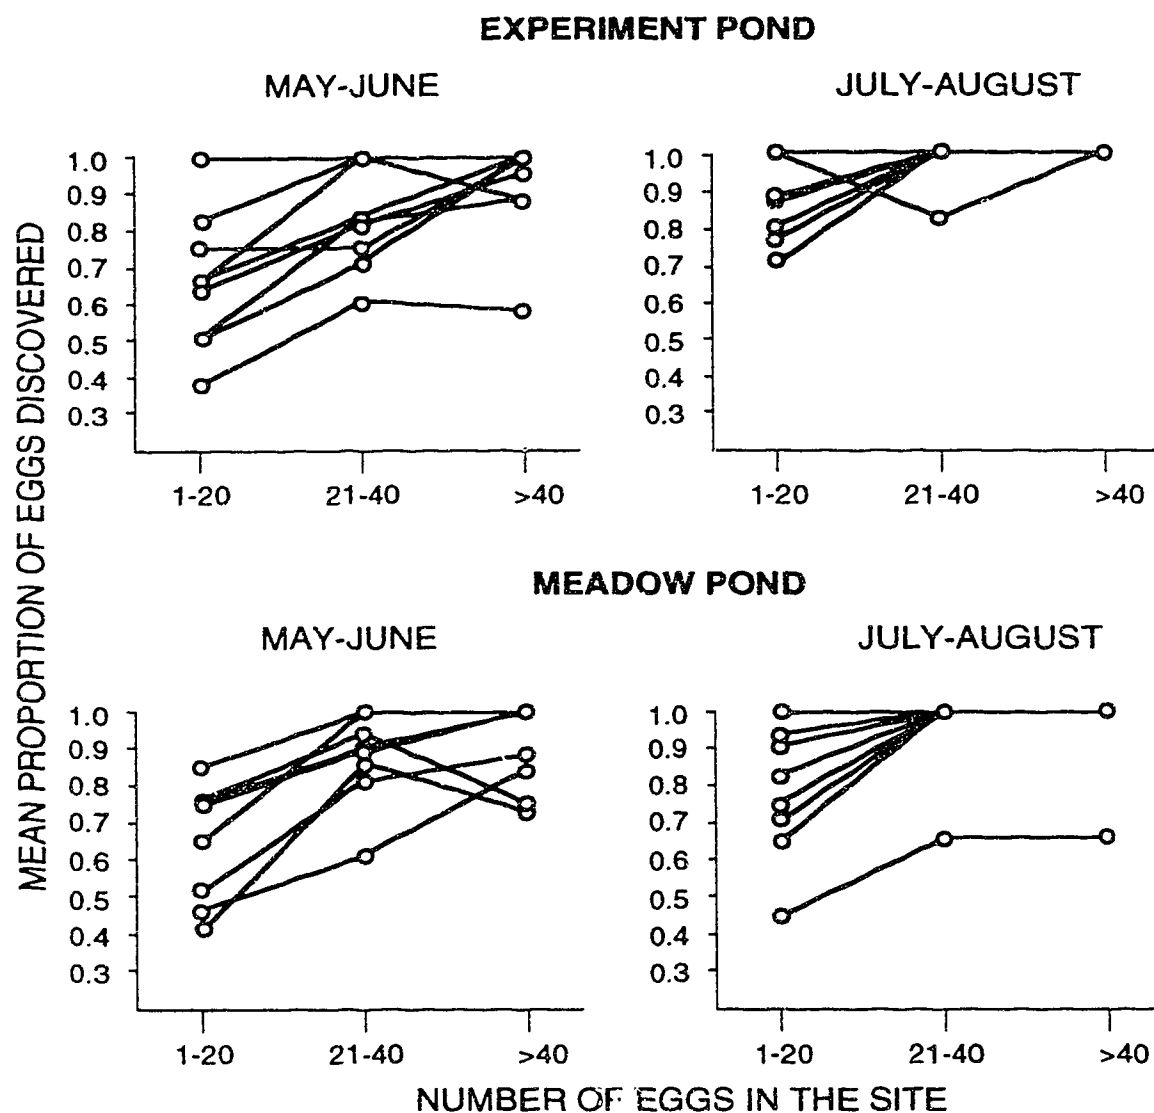 EXPERIMENT POND
MAY-JUNE
JULY-AUGUST
1.0
0.9
0.8
0.7
0.6
0.5
0.4
0.3
1-20 21-40 >40
1.0
0.9
0.8
0.7
0.6
0.5
0.4
0.3
1-20 21-40 >40
MEAN PROPORTION OF EGGS DISCOVERED
MEADOW POND
MAY-JUNE
JULY-AUGUST
1.0
0.9
0.8
0.7
0.6
0.5
0.4
0.3
1-20 21-40 >40
1.0
0.9
0.8
0.7
0.6
0.5
0.4
0.3
1-20 21-40 >40
NUMBER OF EGGS IN THE SITE